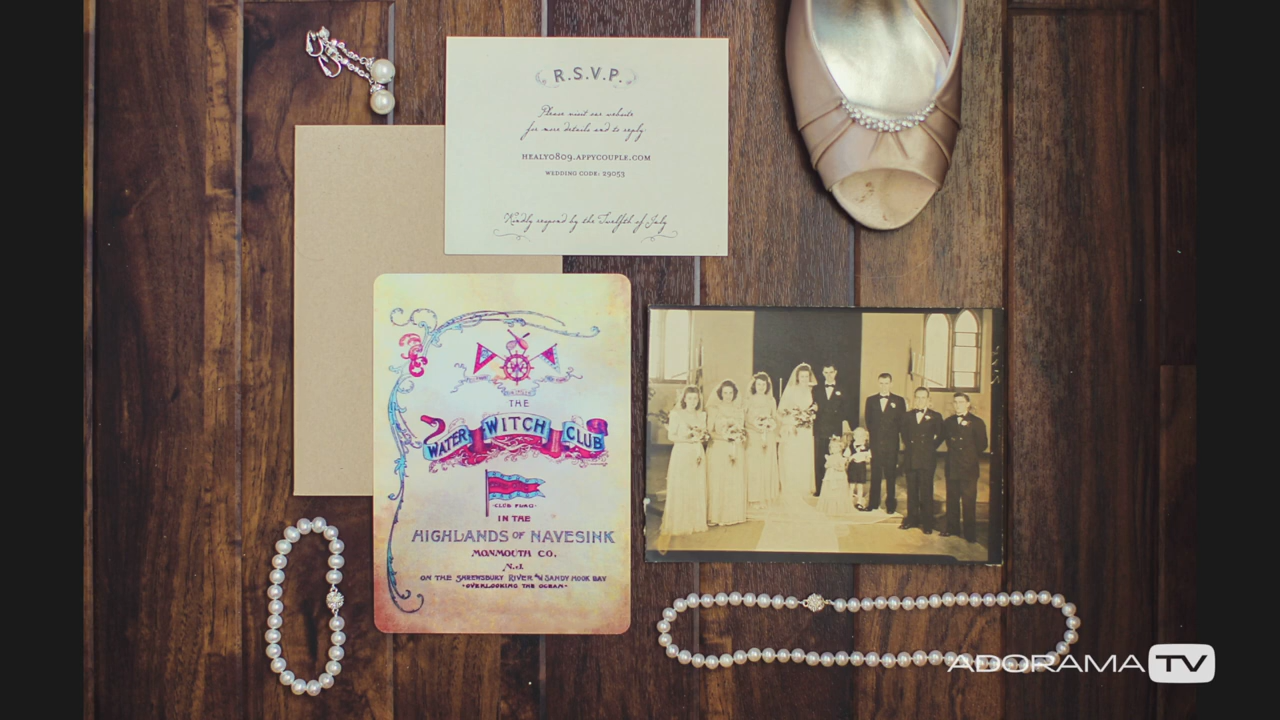 R.S.V.P.
Please visit our website
for more details and to reply
HEALY0809.APPYCOUPLE.COM
WEDDING CODE: 29053
Kindly respond by the Twelfth of July
THE
WATER WITCH CLUB
IN THE
HIGHLANDS OF NAVESINK
MONMOUTH CO.
N.J.
ON THE SHREWSBURY RIVER & SANDY HOOK BAY
OVERLOOKING THE OCEAN
ADORAMA TV